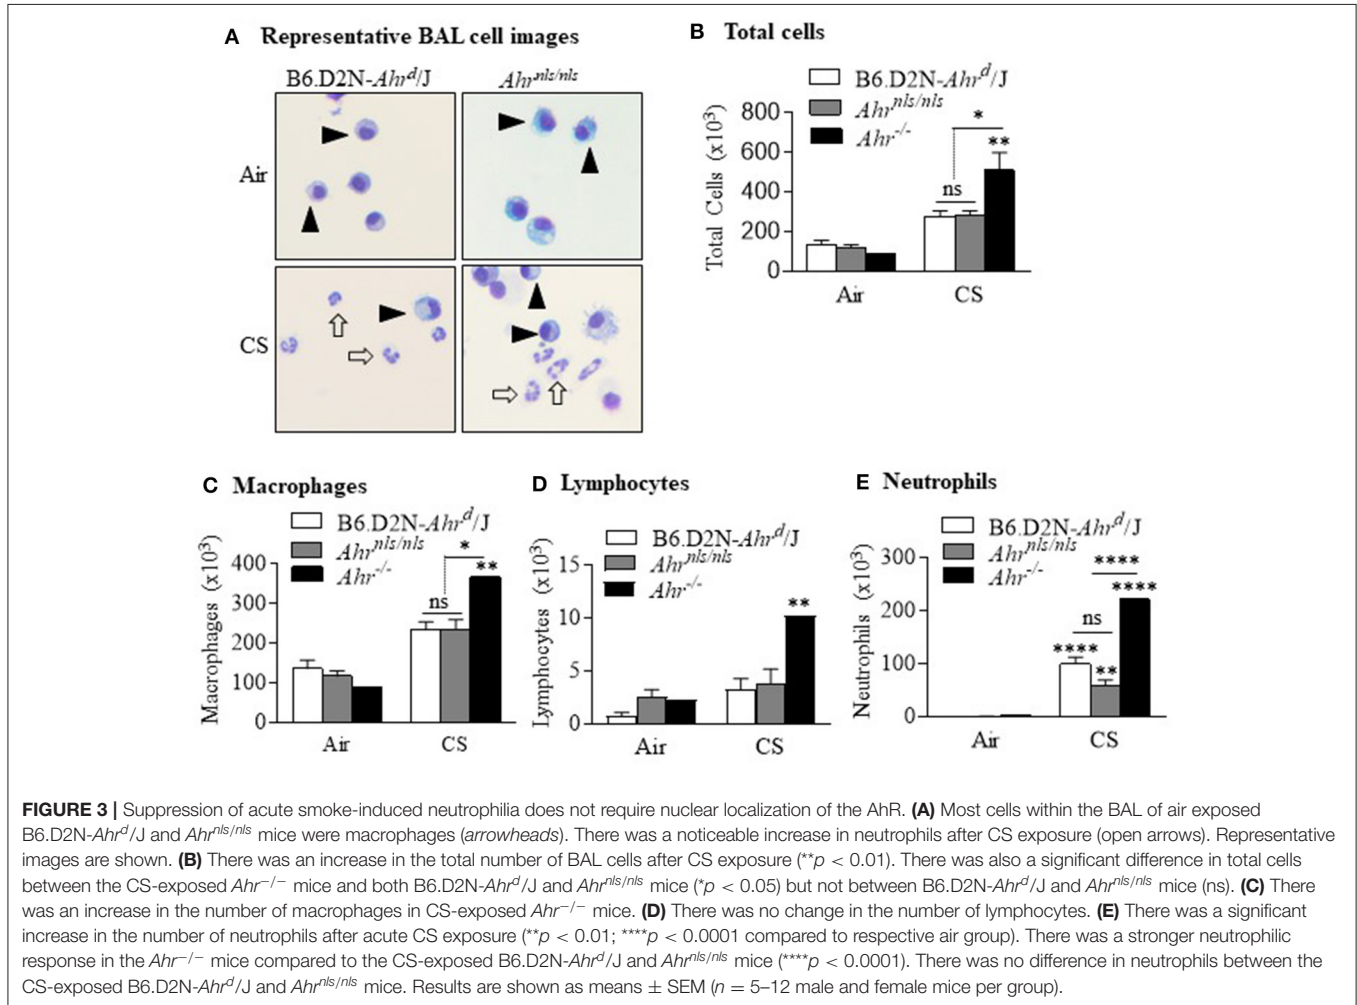 A Representative BAL cell images
B6.D2N-Ahrᵈ/J Ahrⁿˡˢ/ⁿˡˢ
Air
CS
B Total cells
B6.D2N-Ahrᵈ/J
Ahrⁿˡˢ/ⁿˡˢ
Ahr⁻/⁻
Total Cells (x10³)
800
600
400
200
0
*
**
ns
Air CS
C Macrophages
B6.D2N-Ahrᵈ/J
Ahrⁿˡˢ/ⁿˡˢ
Ahr⁻/⁻
Macrophages (x10³)
400
300
200
100
0
*
**
ns
Air CS
D Lymphocytes
B6.D2N-Ahrᵈ/J
Ahrⁿˡˢ/ⁿˡˢ
Ahr⁻/⁻
Lymphocytes (x10³)
15
10
5
0
**
Air CS
E Neutrophils
B6.D2N-Ahrᵈ/J
Ahrⁿˡˢ/ⁿˡˢ
Ahr⁻/⁻
Neutrophils (x10³)
300
200
100
0
****
****
ns
****
**
Air CS
FIGURE 3 | Suppression of acute smoke-induced neutrophilia does not require nuclear localization of the AhR. (A) Most cells within the BAL of air exposed
B6.D2N-Ahrᵈ/J and Ahrⁿˡˢ/ⁿˡˢ mice were macrophages (arrowheads). There was a noticeable increase in neutrophils after CS exposure (open arrows). Representative
images are shown. (B) There was an increase in the total number of BAL cells after CS exposure (**p < 0.01). There was also a significant difference in total cells
between the CS-exposed Ahr⁻/⁻ mice and both B6.D2N-Ahrᵈ/J and Ahrⁿˡˢ/ⁿˡˢ mice (*p < 0.05) but not between B6.D2N-Ahrᵈ/J and Ahrⁿˡˢ/ⁿˡˢ mice (ns). (C) There
was an increase in the number of macrophages in CS-exposed Ahr⁻/⁻ mice. (D) There was no change in the number of lymphocytes. (E) There was a significant
increase in the number of neutrophils after acute CS exposure (**p < 0.01; ****p < 0.0001 compared to respective air group). There was a stronger neutrophilic
response in the Ahr⁻/⁻ mice compared to the CS-exposed B6.D2N-Ahrᵈ/J and Ahrⁿˡˢ/ⁿˡˢ mice (****p < 0.0001). There was no difference in neutrophils between the
CS-exposed B6.D2N-Ahrᵈ/J and Ahrⁿˡˢ/ⁿˡˢ mice. Results are shown as means ± SEM (n = 5–12 male and female mice per group).